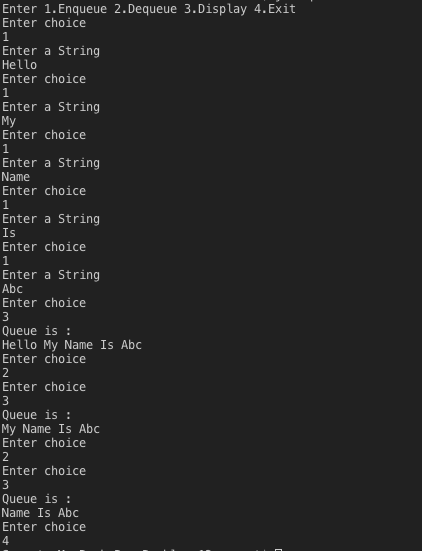 Enter 1.Enqueue 2.Dequeue 3.Display 4.Exit
Enter choice
1
Enter a String
Hello
Enter choice
1
Enter a String
My
Enter choice
1
Enter a String
Name
Enter choice
1
Enter a String
Is
Enter choice
1
Enter a String
Abc
Enter choice
3
Queue is :
Hello My Name Is Abc
Enter choice
2
Enter choice
3
Queue is :
My Name Is Abc
Enter choice
2
Enter choice
3
Queue is :
Name Is Abc
Enter choice
4